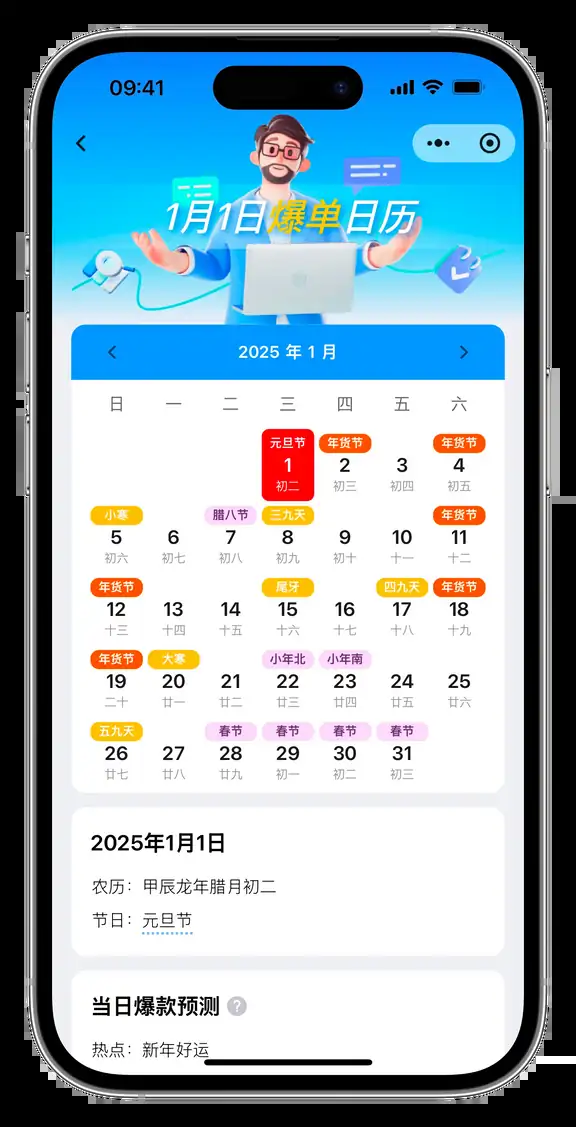 09:41
1月1日爆单日历
2025 年 1 月
日 一 二 三 四 五 六
元旦节 年货节 年货节
1 2 3 4
初二 初三 初四 初五
小寒 腊八节 三九天 年货节
5 6 7 8 9 10 11
初六 初七 初八 初九 初十 十一 十二
年货节 尾牙 四九天 年货节
12 13 14 15 16 17 18
十三 十四 十五 十六 十七 十八 十九
年货节 大寒 小年北 小年南
19 20 21 22 23 24 25
二十 廿一 廿二 廿三 廿四 廿五 廿六
五九天 春节 春节 春节 春节
26 27 28 29 30 31
廿七 廿八 廿九 初一 初二 初三
2025年1月1日
农历：甲辰龙年腊月初二
节日：元旦节
当日爆款预测 ?
热点：新年好运